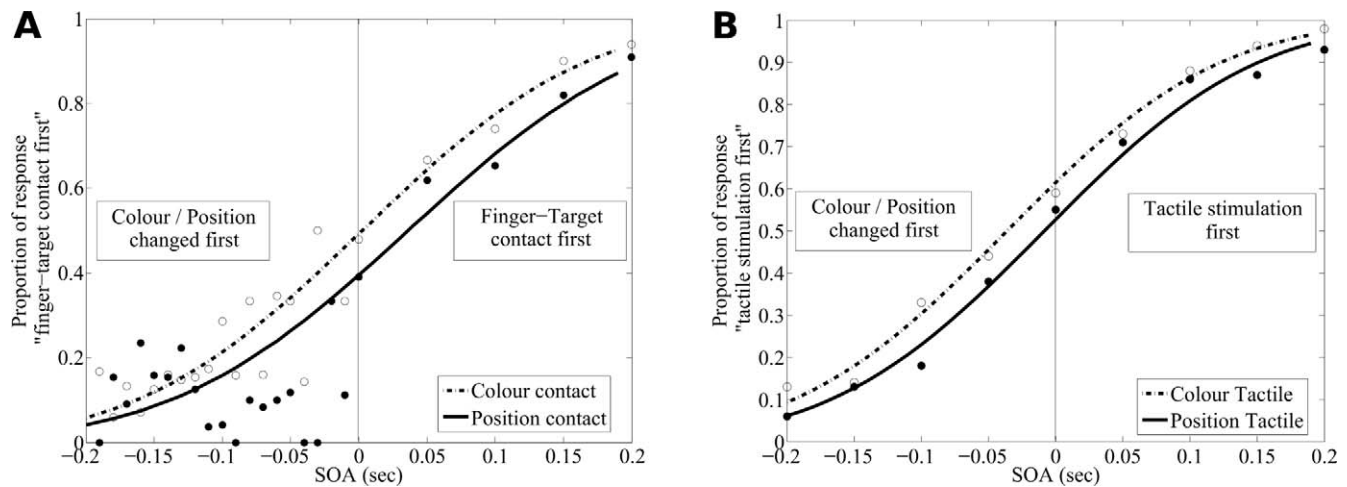 A
Proportion of response
"finger−target contact first"
1
0.8
0.6
0.4
0.2
0
Colour / Position
changed first
Finger−Target
contact first
Colour contact
Position contact
−0.2 −0.15 −0.1 −0.05 0 0.05 0.1 0.15 0.2
SOA (sec)
B
Proportion of response
"tactile stimulation first"
1
0.9
0.8
0.7
0.6
0.5
0.4
0.3
0.2
0.1
0
Colour / Position
changed first
Tactile stimulation
first
Colour Tactile
Position Tactile
−0.2 −0.15 −0.1 −0.05 0 0.05 0.1 0.15 0.2
SOA (sec)